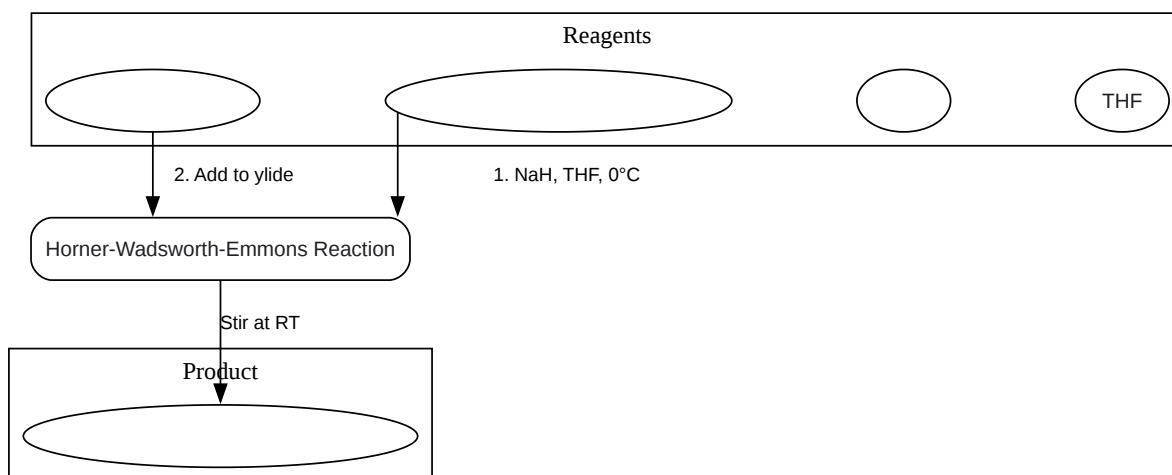 Reagents
THF
2. Add to ylide
1. NaH, THF, 0°C
Horner-Wadsworth-Emmons Reaction
Stir at RT
Product